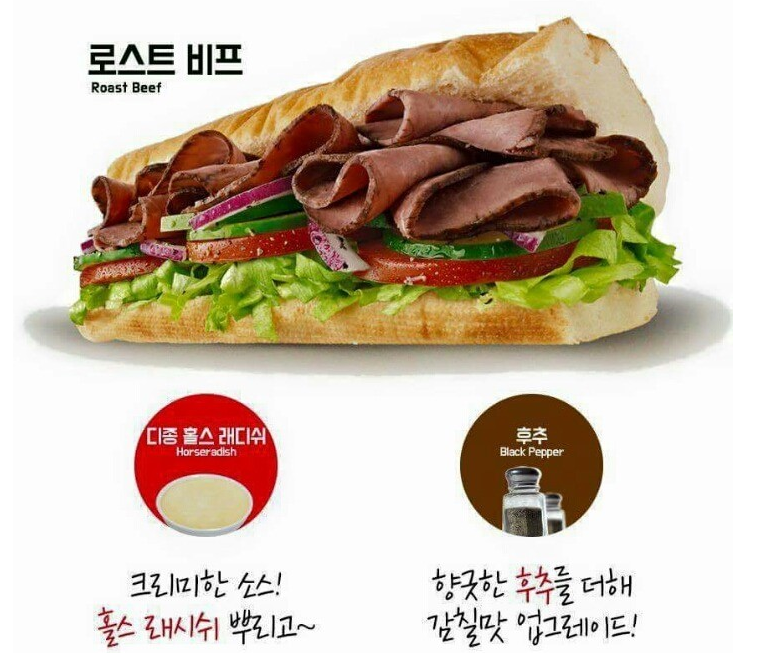 로스트 비프
Roast Beef
디종 홀스 래디쉬
Horseradish
후추
Black Pepper
크리미한 소스!
홀스 래시쉬 뿌리고~
향긋한 후추를 더해
감칠맛 업그레이드!